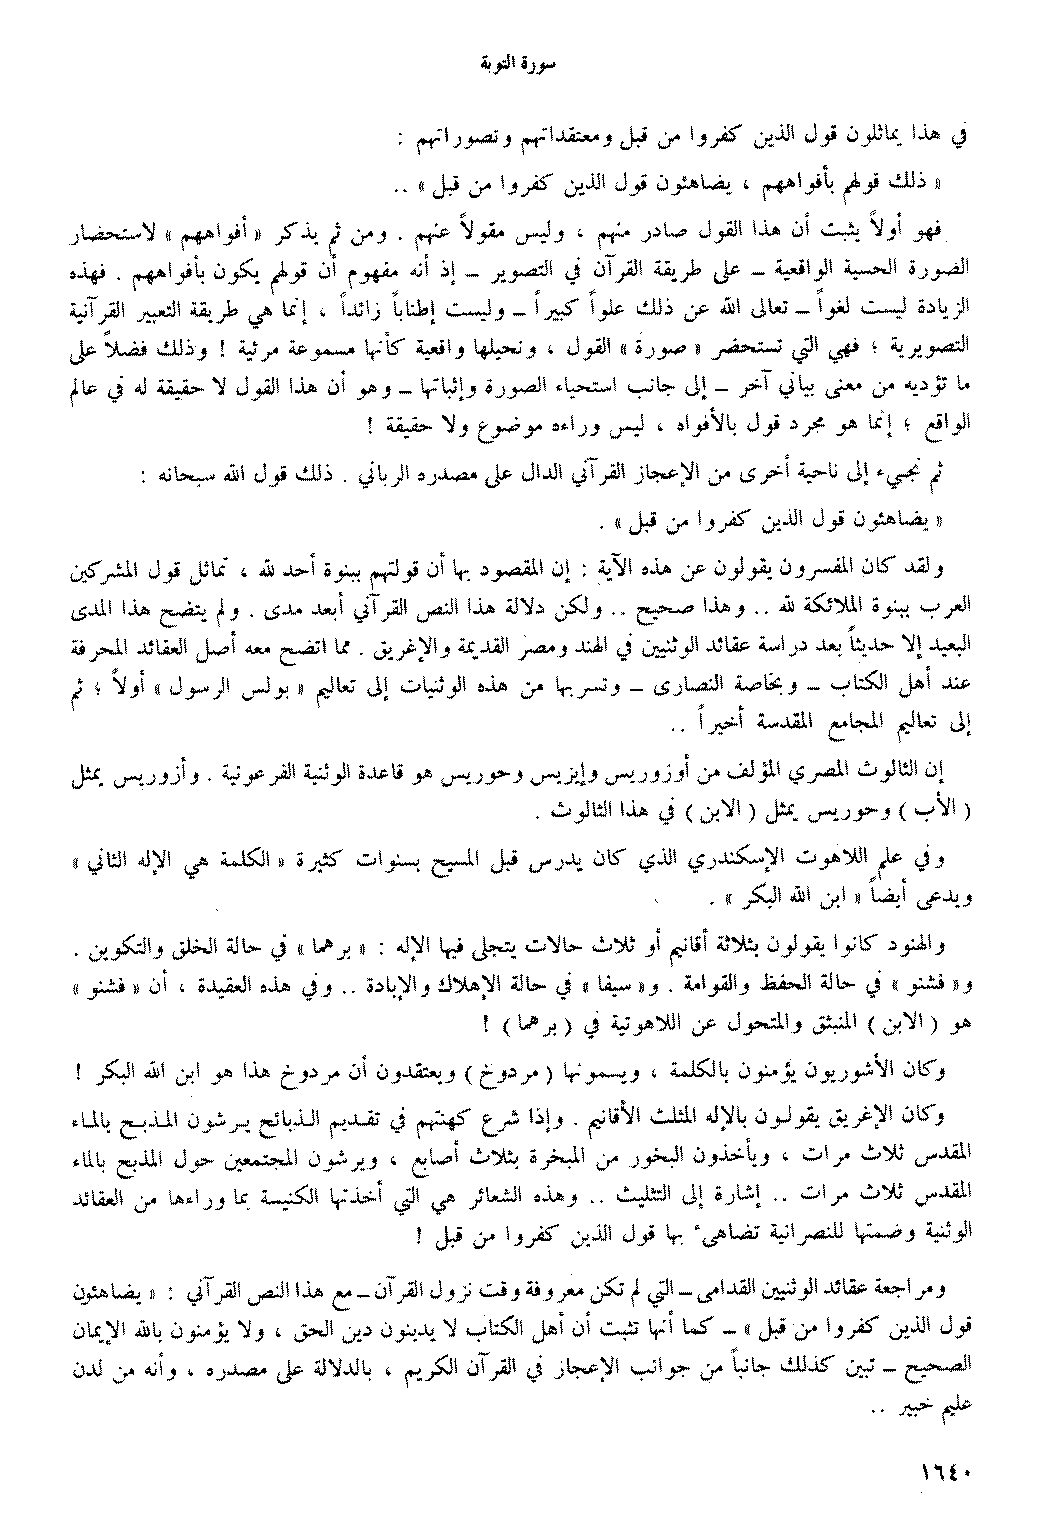 سورة التوبة
في هذا يماثلون قول الذين كفروا من قبل ومعتقداتهم وتصوراتهم :
« ذلك قولهم بأفواههم ، يضاهئون قول الذين كفروا من قبل » ..
فهو أولاً يثبت أن هذا القول صادر منهم ، وليس مقولاً عنهم . ومن ثم يذكر « أفواههم » لاستحضار
الصورة الحسية الواقعية – على طريقة القرآن في التصوير – إذ أنه مفهوم أن قولهم يكون بأفواههم . فهذه
الزيادة ليست لغواً – تعالى الله عن ذلك علواً كبيراً – وليست إطناباً زائداً ، إنما هي طريقة التعبير القرآنية
التصويرية ؛ فهي التي تستحضر « صورة » القول ، وتحيلها واقعية كأنها مسموعة مرئية ! وذلك فضلاً على
ما تؤديه من معنى بياني آخر – إلى جانب استحياء الصورة وإثباتها – وهو أن هذا القول لا حقيقة له في عالم
الواقع ؛ إنما هو مجرد قول بالأفواه ، ليس وراءه موضوع ولا حقيقة !
ثم نجيء إلى ناحية أخرى من الإعجاز القرآني الدال على مصدره الرباني . ذلك قول الله سبحانه :
« يضاهئون قول الذين كفروا من قبل » .
ولقد كان المفسرون يقولون عن هذه الآية : إن المقصود بها أن قولتهم ببنوة أحد لله ، تماثل قول المشركين
العرب ببنوة الملائكة لله .. وهذا صحيح .. ولكن دلالة هذا النص القرآني أبعد مدى . ولم يتضح هذا المدى
البعيد إلا حديثاً بعد دراسة عقائد الوثنيين في الهند ومصر القديمة والإغريق . مما اتضح معه أصل العقائد المحرفة
عند أهل الكتاب – وبخاصة النصارى – وتسربها من هذه الوثنيات إلى تعاليم « بولس الرسول » أولاً ؛ ثم
إلى تعاليم المجامع المقدسة أخيراً ..
إن الثالوث المصري المؤلف من أوزوريس وإيزيس وحوريس هو قاعدة الوثنية الفرعونية . وأزوريس يمثل
( الأب ) وحوريس يمثل ( الابن ) في هذا الثالوث .
وفي علم اللاهوت الإسكندري الذي كان يدرس قبل المسيح بسنوات كثيرة « الكلمة هي الإله الثاني »
ويدعى أيضاً « ابن الله البكر » .
والهنود كانوا يقولون بثلاثة أقانيم أو ثلاث حالات يتجلى فيها الإله : « برهما » في حالة الخلق والتكوين .
و« فشنو » في حالة الحفظ والقوامة . و« سيفا » في حالة الإهلاك والإبادة .. وفي هذه العقيدة ، أن « فشنو »
هو ( الابن ) المنبثق والمتحول عن اللاهوتية في ( برهما ) !
وكان الأشوريون يؤمنون بالكلمة ، ويسمونها ( مردوخ ) ويعتقدون أن مردوخ هذا هو ابن الله البكر !
وكان الإغريق يقولون بالإله المثلث الأقانيم . وإذا شرع كهنتهم في تقديم الذبائح يرشون المذبح بالماء
المقدس ثلاث مرات ، ويأخذون البخور من المبخرة بثلاث أصابع ، ويرشون المجتمعين حول المذبح بالماء
المقدس ثلاث مرات .. إشارة إلى التثليث .. وهذه الشعائر هي التي أخذتها الكنيسة بما وراءها من العقائد
الوثنية وضمتها للنصرانية تضاهىء بها قول الذين كفروا من قبل !
ومراجعة عقائد الوثنيين القدامى – التي لم تكن معروفة وقت نزول القرآن – مع هذا النص القرآني : « يضاهئون
قول الذين كفروا من قبل » – كما أنها تثبت أن أهل الكتاب لا يدينون دين الحق ، ولا يؤمنون بالله الإيمان
الصحيح – تبين كذلك جانباً من جوانب الإعجاز في القرآن الكريم ، بالدلالة على مصدره ، وأنه من لدن
عليم خبير ..
١٦٤٠